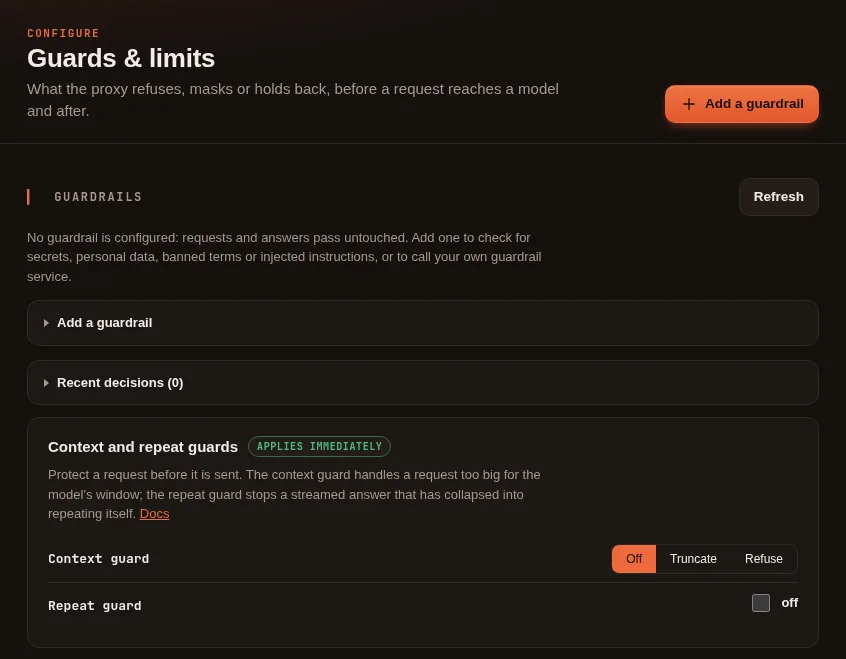 CONFIGURE
Guards & limits
What the proxy refuses, masks or holds back, before a request reaches a model
and after.
Add a guardrail
GUARDRAILS
Refresh
No guardrail is configured: requests and answers pass untouched. Add one to check for
secrets, personal data, banned terms or injected instructions, or to call your own guardrail
service.
Add a guardrail
Recent decisions (0)
Context and repeat guards APPLIES IMMEDIATELY
Protect a request before it is sent. The context guard handles a request too big for the
model's window; the repeat guard stops a streamed answer that has collapsed into
repeating itself. Docs
Context guard Off Truncate Refuse
Repeat guard off